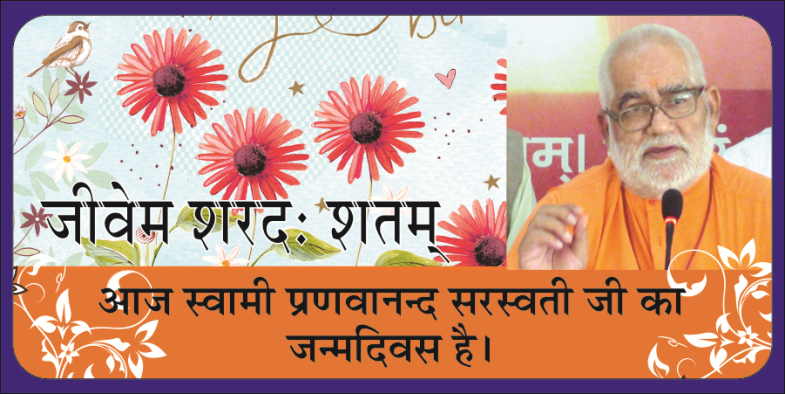 जीवेम शरदः शतम्
आज स्वामी प्रणवानन्द सरस्वती जी का
जन्मदिवस है।